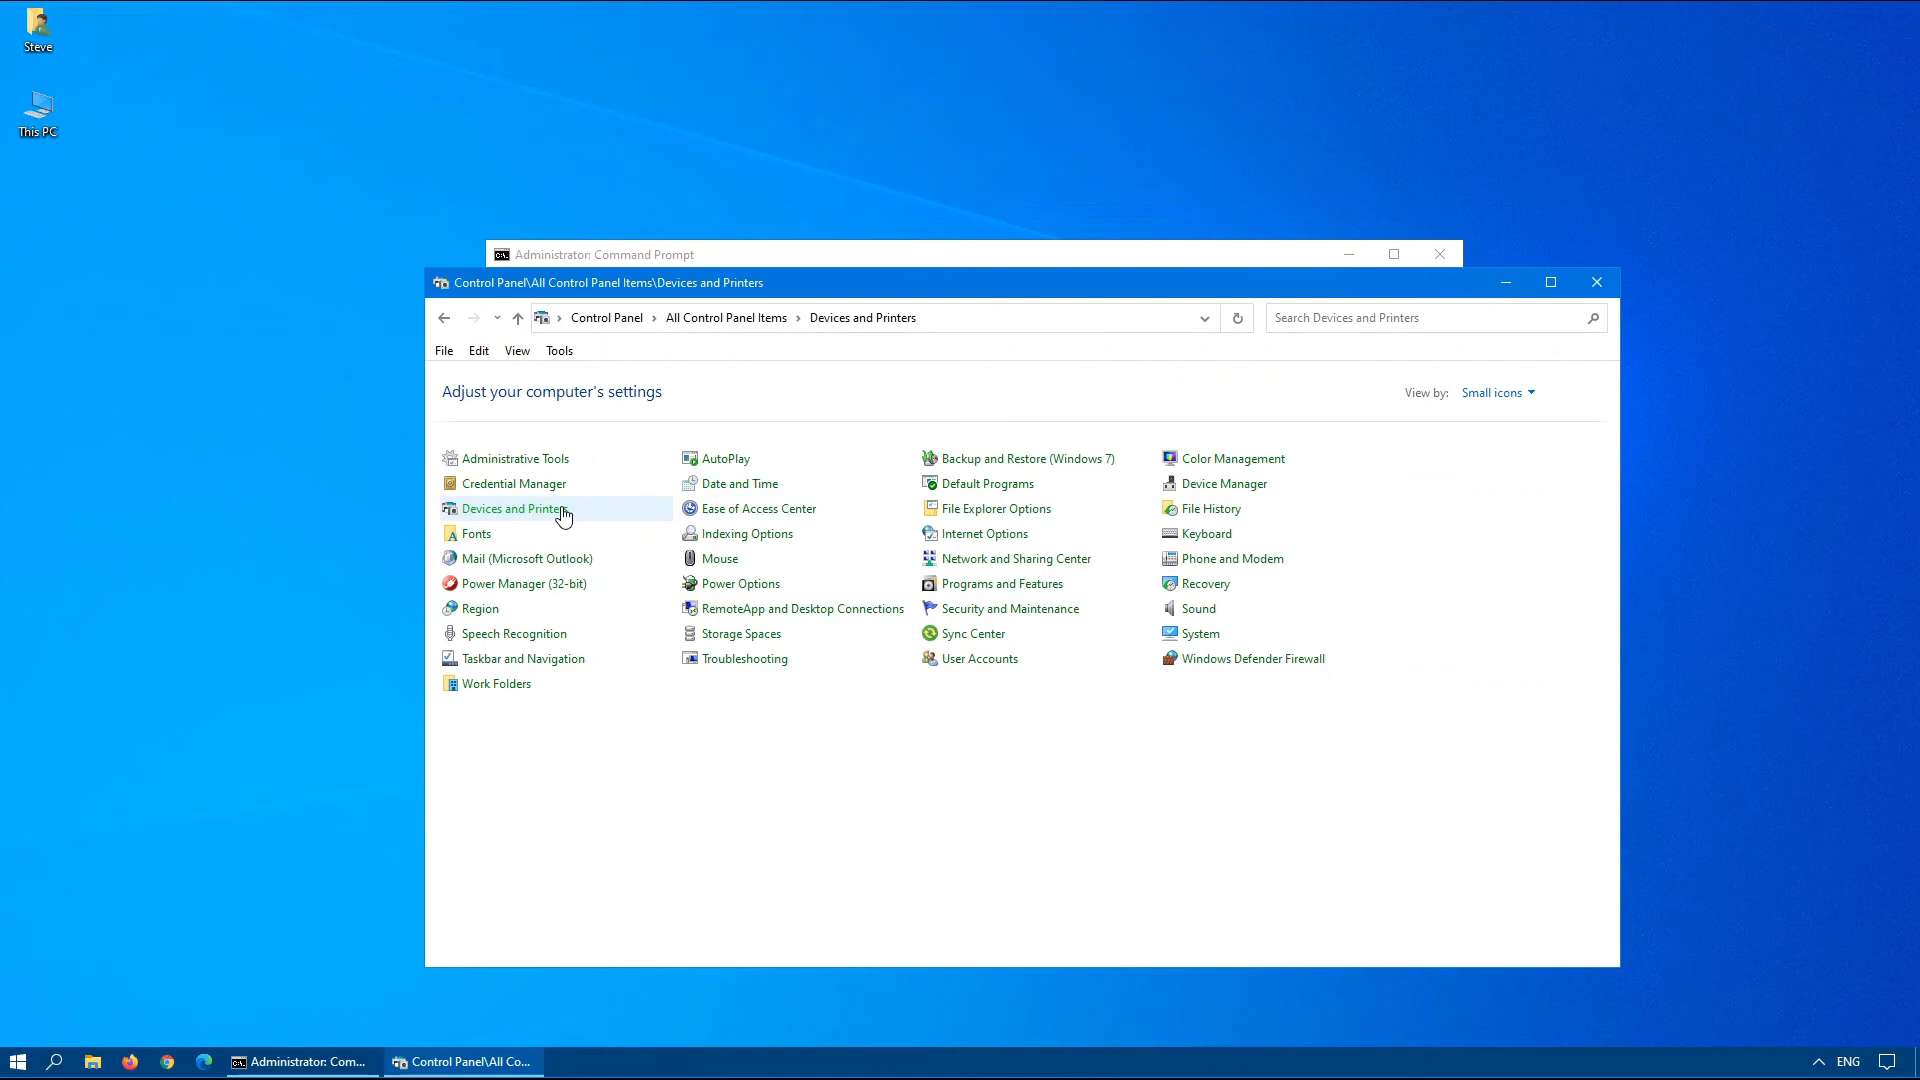 Steve
This PC
Administrator: Command Prompt
Control Panel\All Control Panel Items\Devices and Printers
Control Panel All Control Panel Items Devices and Printers
Search Devices and Printers
File Edit View Tools
Adjust your computer's settings
View by: Small icons
Administrative Tools AutoPlay Backup and Restore (Windows 7) Color Management
Credential Manager Date and Time Default Programs Device Manager
Devices and Printers Ease of Access Center File Explorer Options File History
Fonts Indexing Options Internet Options Keyboard
Mail (Microsoft Outlook) Mouse Network and Sharing Center Phone and Modem
Power Manager (32-bit) Power Options Programs and Features Recovery
Region RemoteApp and Desktop Connections Security and Maintenance Sound
Speech Recognition Storage Spaces Sync Center System
Taskbar and Navigation Troubleshooting User Accounts Windows Defender Firewall
Work Folders
Administrator: Com... Control Panel\All Co... ENG